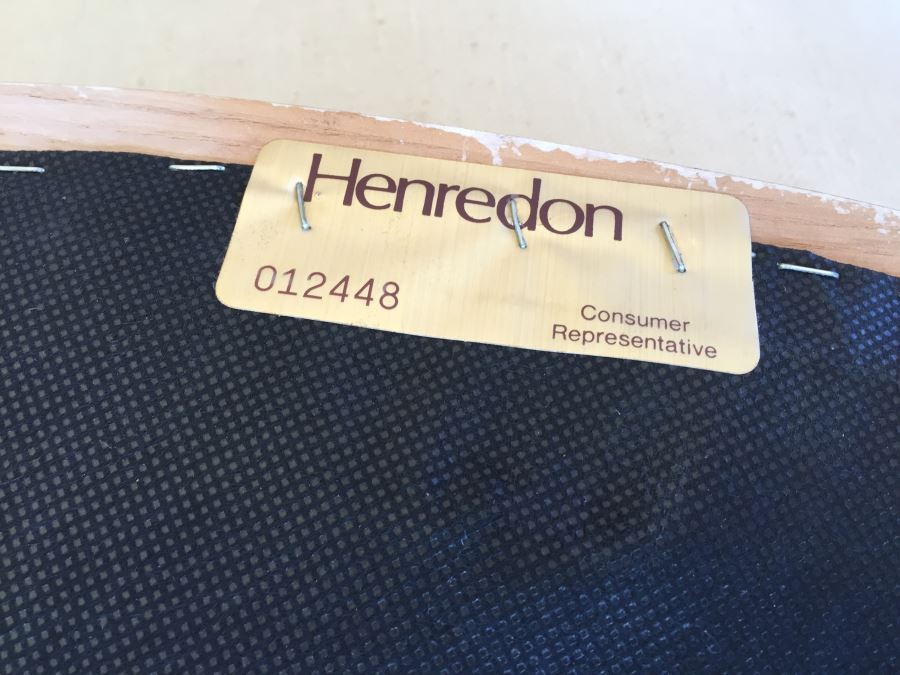 Henredon
012448
Consumer
Representative